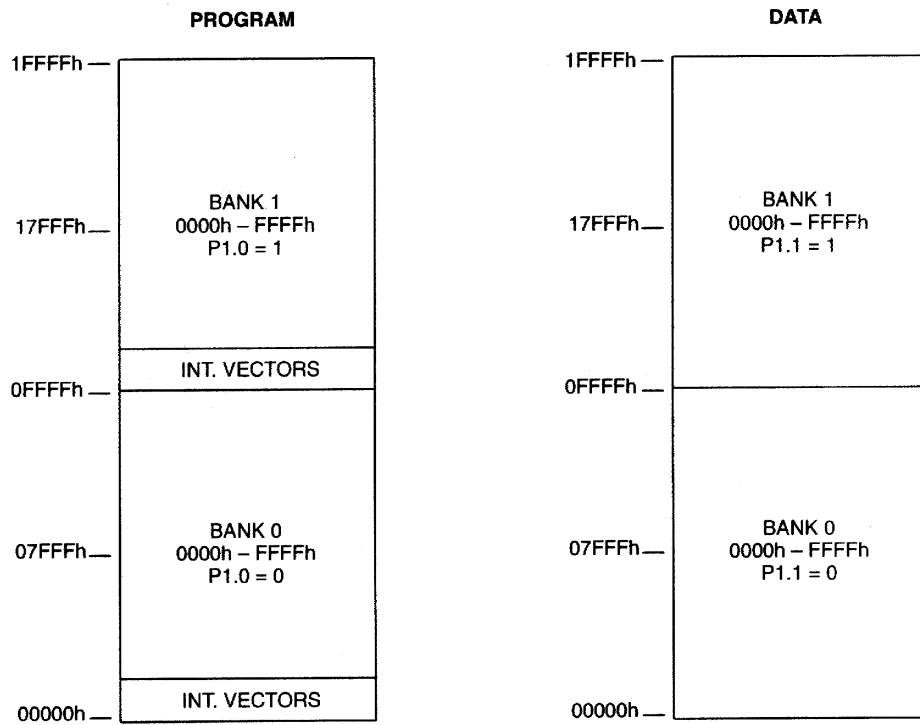 PROGRAM
1FFFFh
BANK 1
0000h – FFFFh
P1.0 = 1
17FFFh
INT. VECTORS
0FFFFh
BANK 0
0000h – FFFFh
P1.0 = 0
07FFFh
INT. VECTORS
00000h
DATA
1FFFFh
BANK 1
0000h – FFFFh
P1.1 = 1
17FFFh
0FFFFh
BANK 0
0000h – FFFFh
P1.1 = 0
07FFFh
00000h